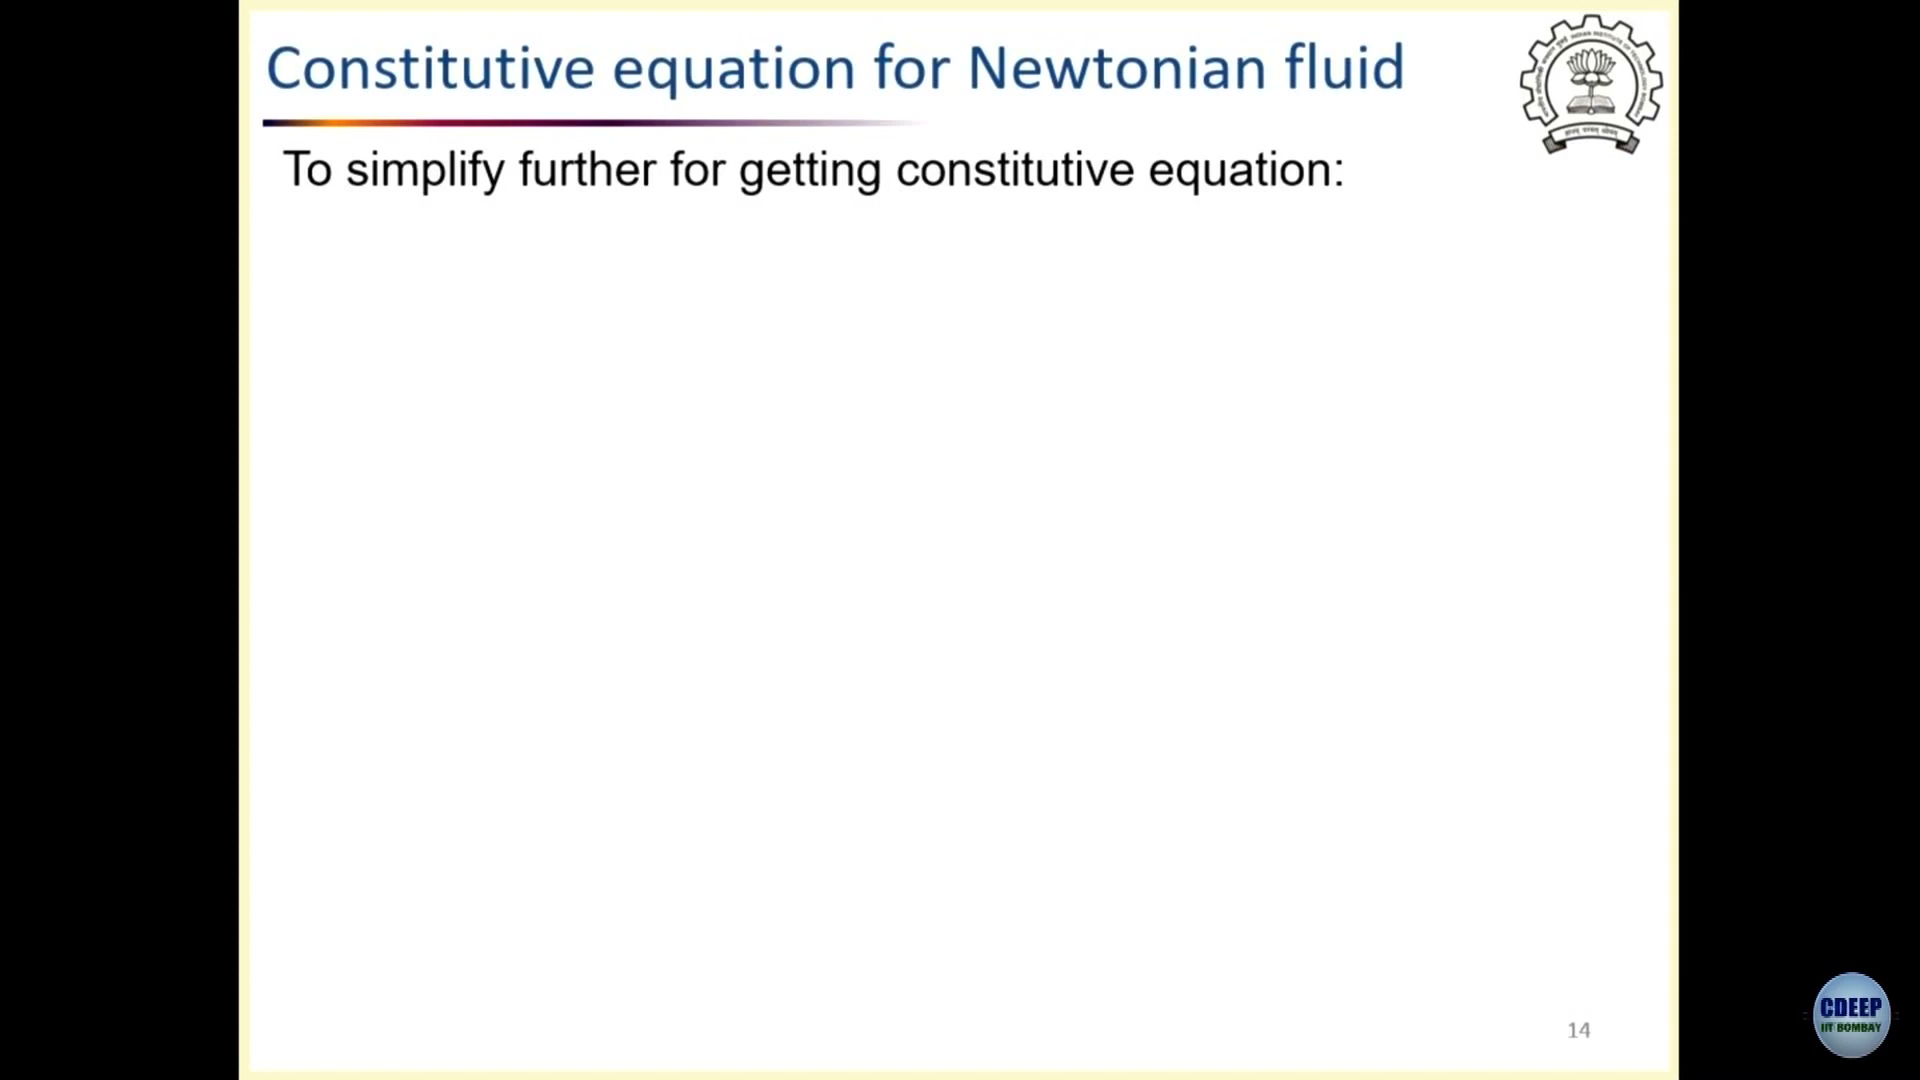 Constitutive equation for Newtonian fluid
To simplify further for getting constitutive equation:
14
CDEEP
IIT BOMBAY